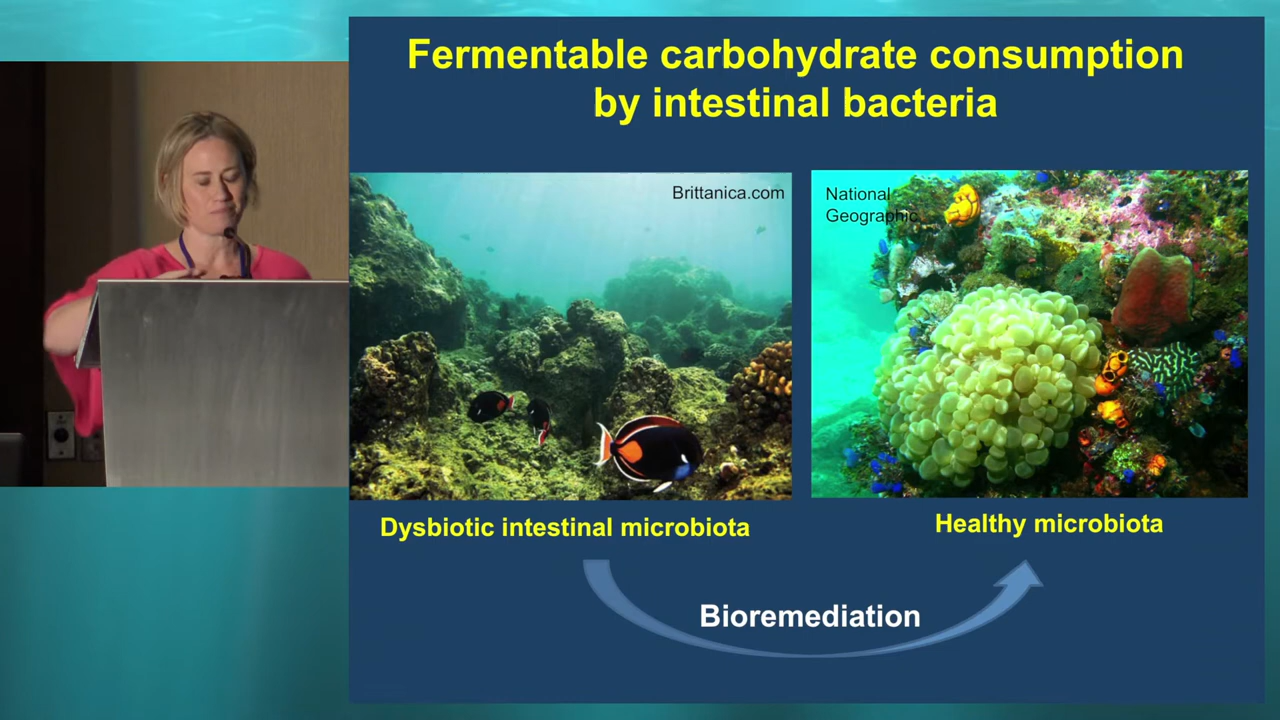 Fermentable carbohydrate consumption
by intestinal bacteria
Brittanica.com
National
Geographic
Dysbiotic intestinal microbiota
Healthy microbiota
Bioremediation